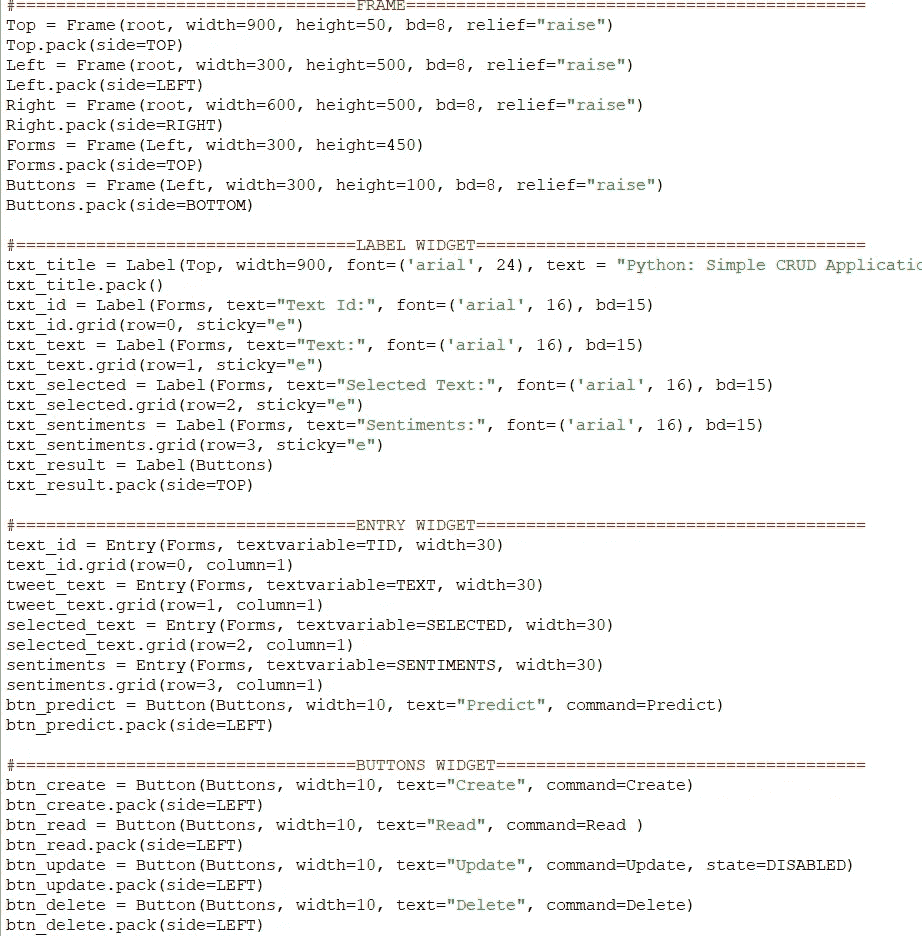 #==================================FRAME==============================================
Top = Frame(root, width=900, height=50, bd=8, relief="raise")
Top.pack(side=TOP)
Left = Frame(root, width=300, height=500, bd=8, relief="raise")
Left.pack(side=LEFT)
Right = Frame(root, width=600, height=500, bd=8, relief="raise")
Right.pack(side=RIGHT)
Forms = Frame(Left, width=300, height=450)
Forms.pack(side=TOP)
Buttons = Frame(Left, width=300, height=100, bd=8, relief="raise")
Buttons.pack(side=BOTTOM)
#==================================LABEL WIDGET=======================================
txt_title = Label(Top, width=900, font=('arial', 24), text = "Python: Simple CRUD Applicatio
txt_title.pack()
txt_id = Label(Forms, text="Text Id:", font=('arial', 16), bd=15)
txt_id.grid(row=0, sticky="e")
txt_text = Label(Forms, text="Text:", font=('arial', 16), bd=15)
txt_text.grid(row=1, sticky="e")
txt_selected = Label(Forms, text="Selected Text:", font=('arial', 16), bd=15)
txt_selected.grid(row=2, sticky="e")
txt_sentiments = Label(Forms, text="Sentiments:", font=('arial', 16), bd=15)
txt_sentiments.grid(row=3, sticky="e")
txt_result = Label(Buttons)
txt_result.pack(side=TOP)
#==================================ENTRY WIDGET=======================================
text_id = Entry(Forms, textvariable=TID, width=30)
text_id.grid(row=0, column=1)
tweet_text = Entry(Forms, textvariable=TEXT, width=30)
tweet_text.grid(row=1, column=1)
selected_text = Entry(Forms, textvariable=SELECTED, width=30)
selected_text.grid(row=2, column=1)
sentiments = Entry(Forms, textvariable=SENTIMENTS, width=30)
sentiments.grid(row=3, column=1)
btn_predict = Button(Buttons, width=10, text="Predict", command=Predict)
btn_predict.pack(side=LEFT)
#==================================BUTTONS WIDGET=====================================
btn_create = Button(Buttons, width=10, text="Create", command=Create)
btn_create.pack(side=LEFT)
btn_read = Button(Buttons, width=10, text="Read", command=Read )
btn_read.pack(side=LEFT)
btn_update = Button(Buttons, width=10, text="Update", command=Update, state=DISABLED)
btn_update.pack(side=LEFT)
btn_delete = Button(Buttons, width=10, text="Delete", command=Delete)
btn_delete.pack(side=LEFT)